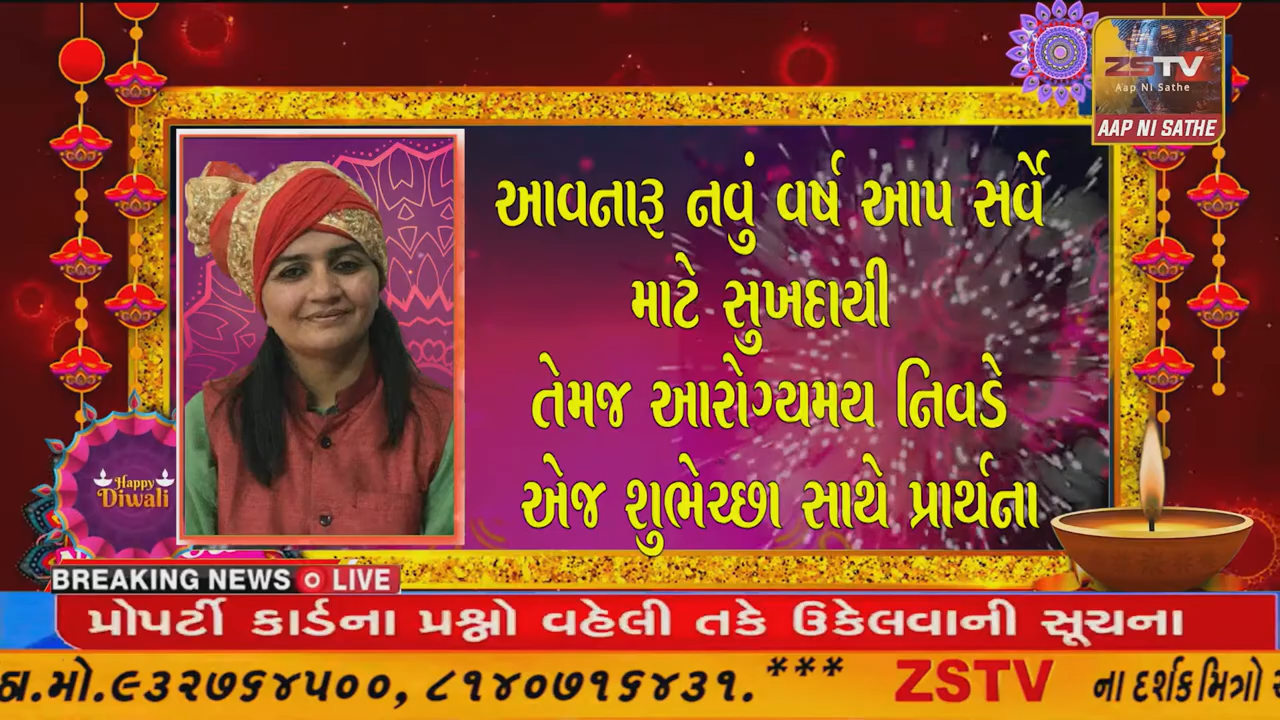 ZSTV
Aap Ni Sathe
AAP NI SATHE
આવનારૂ નવું વર્ષ આપ સર્વે
માટે સુખદાયી
તેમજ આરોગ્યમય નિવડે
એજ શુભેચ્છા સાથે પ્રાર્થના
Happy
Diwali
BREAKING NEWS LIVE
પ્રોપર્ટી કાર્ડના પ્રશ્નો વહેલી તકે ઉકેલવાની સૂચના
ઠા.મો.૯૩૨૭૬૪૫૦૦, ૮૧૪૦૭૧૬૪૩૧. *** ZSTV ના દર્શક મિત્રો